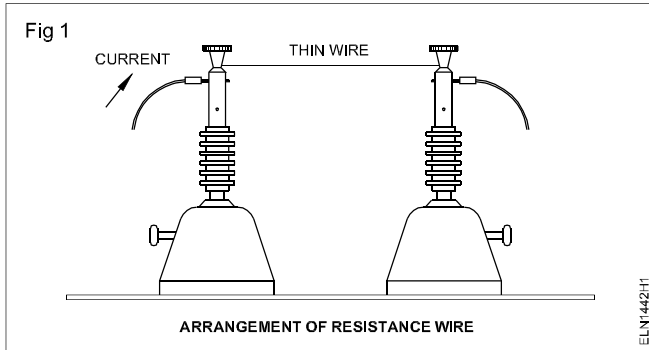 Fig 1
CURRENT
THIN WIRE
ARRANGEMENT OF RESISTANCE WIRE
ELN1442H1